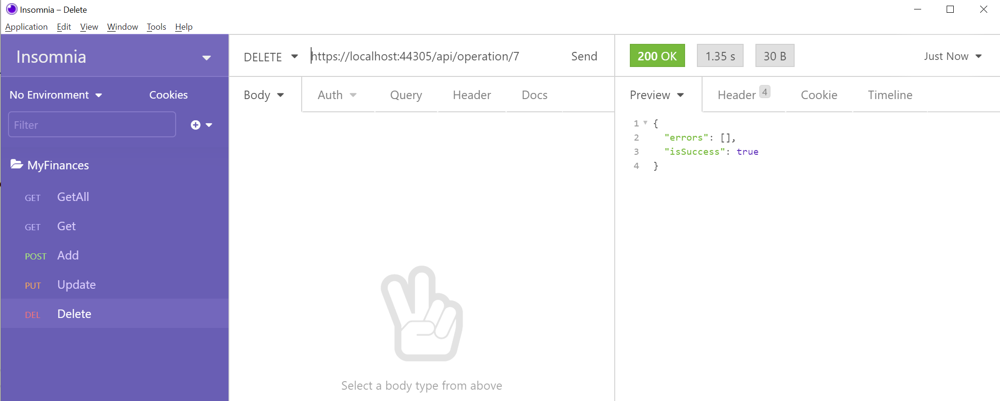 Insomnia – Delete
Application Edit View Window Tools Help
Insomnia
DELETE https://localhost:44305/api/operation/7 Send
200 OK 1.35 s 30 B Just Now
No Environment Cookies
Body Auth Query Header Docs
Preview Header 4 Cookie Timeline
Filter
MyFinances
GET GetAll
GET Get
POST Add
PUT Update
DEL Delete
Select a body type from above
1 {
2 "errors": [],
3 "isSuccess": true
4 }